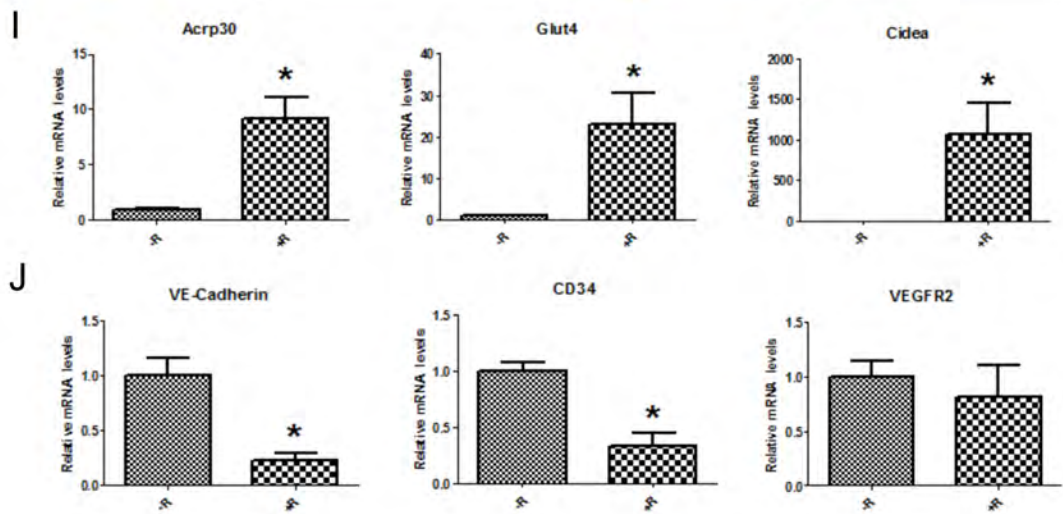 I
Acrp30
Glut4
Cidea
Relative mRNA levels
15
10
5
0
*
-R
+R
Relative mRNA levels
40
30
20
10
0
*
-R
+R
Relative mRNA levels
2000
1500
1000
500
0
*
-R
+R
J
VE-Cadherin
CD34
VEGFR2
Relative mRNA levels
1.5
1.0
0.5
0.0
*
-R
+R
Relative mRNA levels
1.5
1.0
0.5
0.0
*
-R
+R
Relative mRNA levels
1.5
1.0
0.5
0.0
-R
+R